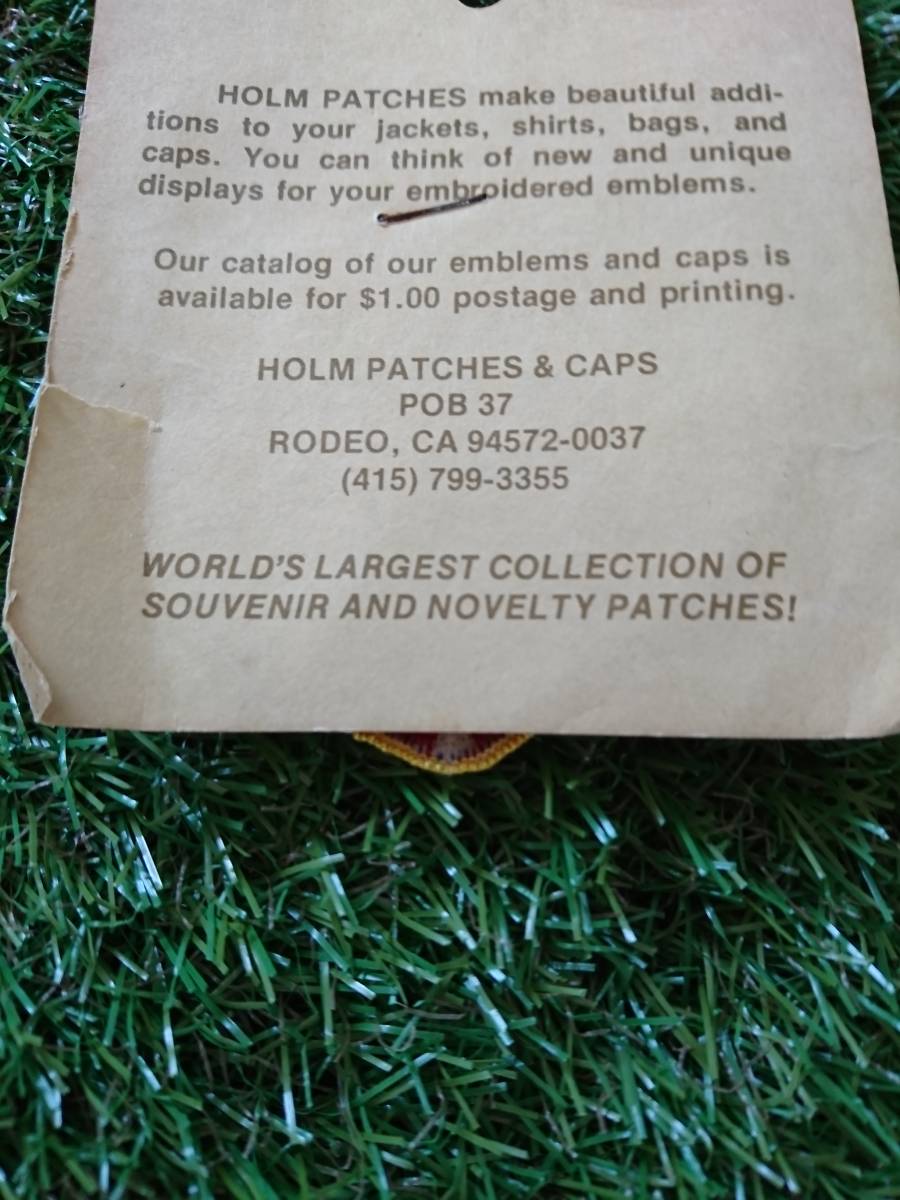 HOLM PATCHES make beautiful addi-
tions to your jackets, shirts, bags, and
caps. You can think of new and unique
displays for your embroidered emblems.
Our catalog of our emblems and caps is
available for $1.00 postage and printing.
HOLM PATCHES & CAPS
POB 37
RODEO, CA 94572-0037
(415) 799-3355
WORLD'S LARGEST COLLECTION OF
SOUVENIR AND NOVELTY PATCHES!